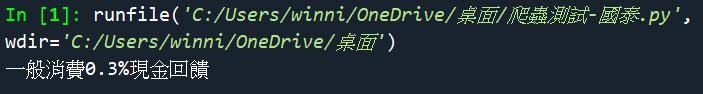 In [1]: runfile('C:/Users/winni/OneDrive/桌面/爬蟲測試-國泰.py',
wdir='C:/Users/winni/OneDrive/桌面')
一般消費0.3%現金回饋